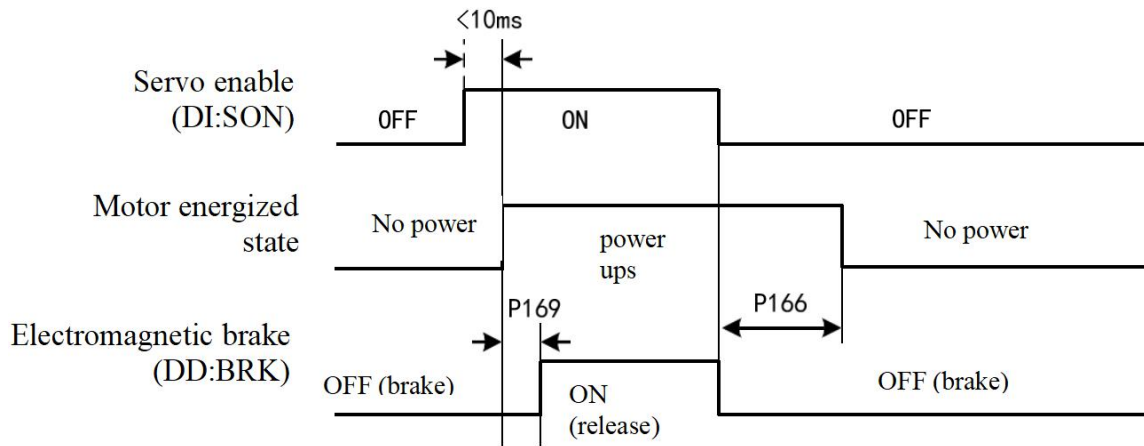 <10ms
Servo enable
(DI:SON)
OFF
ON
OFF
Motor energized
state
No power
power
ups
No power
P169
P166
Electromagnetic brake
(DD:BRK)
OFF (brake)
ON
(release)
OFF (brake)